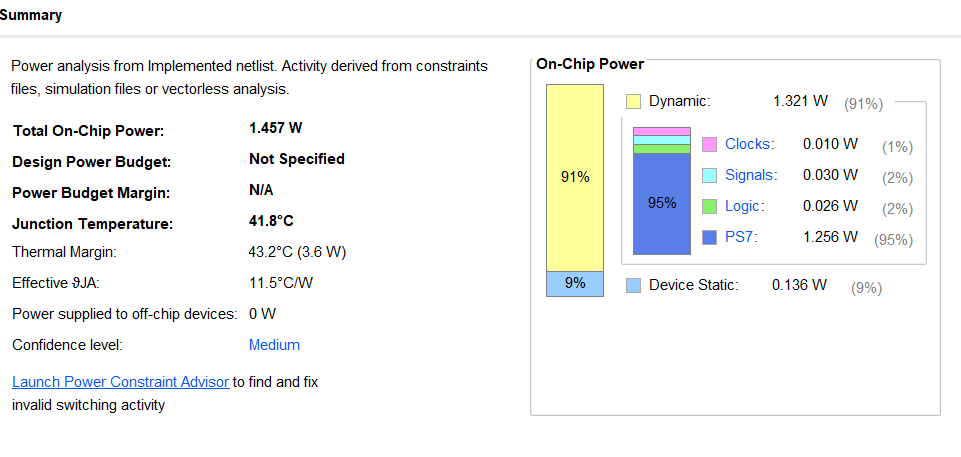 Summary
Power analysis from Implemented netlist. Activity derived from constraints
files, simulation files or vectorless analysis.
Total On-Chip Power: 1.457 W
Design Power Budget: Not Specified
Power Budget Margin: N/A
Junction Temperature: 41.8°C
Thermal Margin: 43.2°C (3.6 W)
Effective ϑJA: 11.5°C/W
Power supplied to off-chip devices: 0 W
Confidence level: Medium
Launch Power Constraint Advisor to find and fix
invalid switching activity
On-Chip Power
91%
9%
Dynamic: 1.321 W (91%)
95%
Clocks: 0.010 W (1%)
Signals: 0.030 W (2%)
Logic: 0.026 W (2%)
PS7: 1.256 W (95%)
Device Static: 0.136 W (9%)